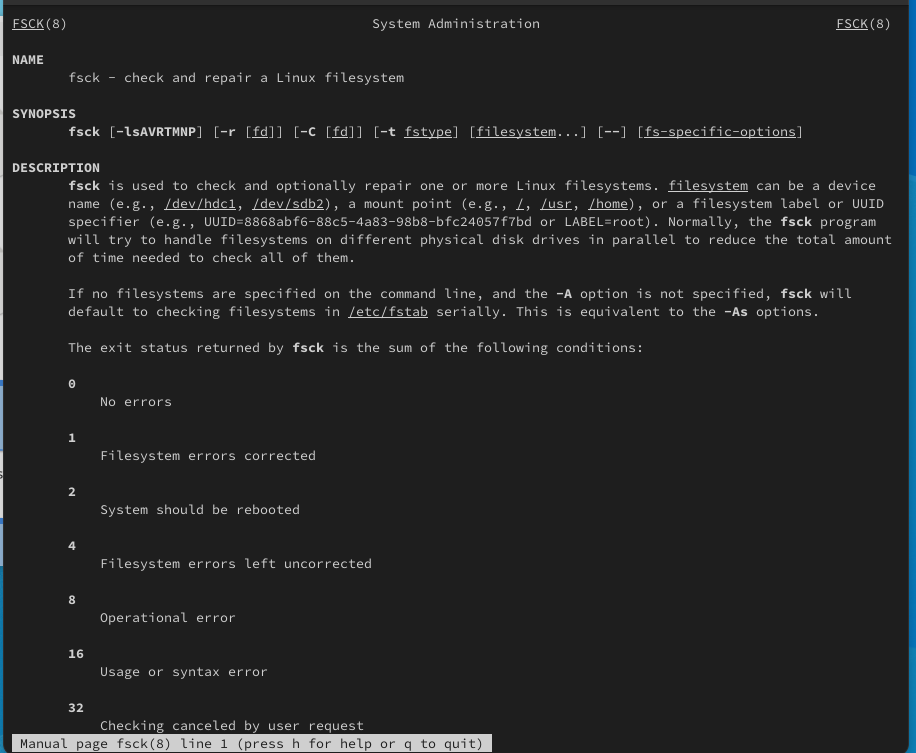 FSCK(8) System Administration FSCK(8)
NAME
fsck - check and repair a Linux filesystem
SYNOPSIS
fsck [-lsAVRTMNP] [-r [fd]] [-C [fd]] [-t fstype] [filesystem...] [--] [fs-specific-options]
DESCRIPTION
fsck is used to check and optionally repair one or more Linux filesystems. filesystem can be a device
name (e.g., /dev/hdc1, /dev/sdb2), a mount point (e.g., /, /usr, /home), or a filesystem label or UUID
specifier (e.g., UUID=8868abf6-88c5-4a83-98b8-bfc24057f7bd or LABEL=root). Normally, the fsck program
will try to handle filesystems on different physical disk drives in parallel to reduce the total amount
of time needed to check all of them.
If no filesystems are specified on the command line, and the -A option is not specified, fsck will
default to checking filesystems in /etc/fstab serially. This is equivalent to the -As options.
The exit status returned by fsck is the sum of the following conditions:
0
No errors
1
Filesystem errors corrected
2
System should be rebooted
4
Filesystem errors left uncorrected
8
Operational error
16
Usage or syntax error
32
Checking canceled by user request
Manual page fsck(8) line 1 (press h for help or q to quit)